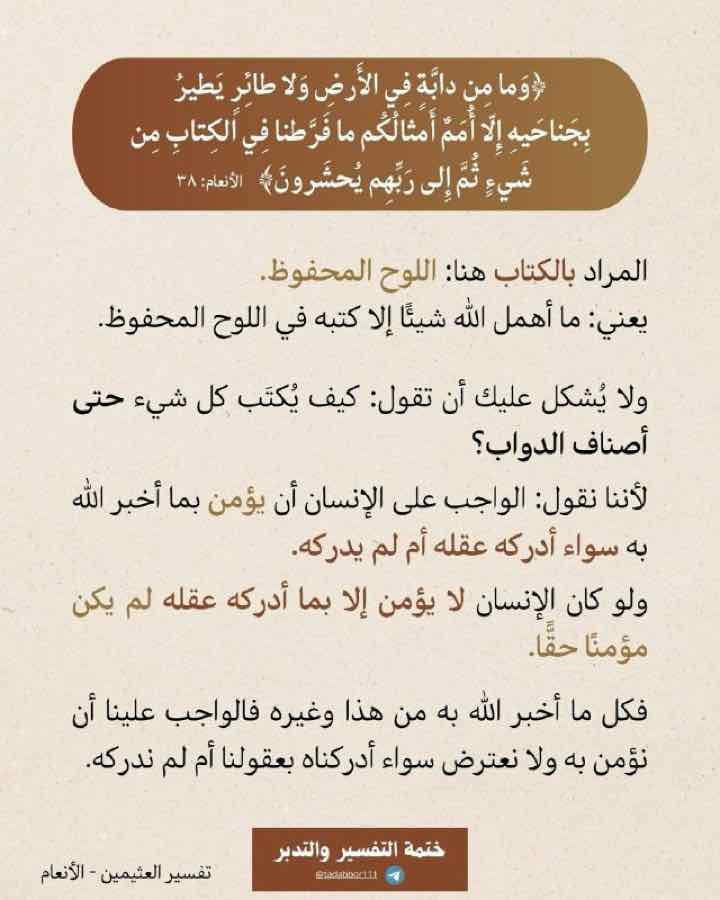 ﴿وَما مِن دابَّةٍ فِي الأَرضِ وَلا طائِرٍ يَطيرُ
بِجَناحَيهِ إِلّا أُمَمٌ أَمثالُكُم ما فَرَّطنا فِي الكِتابِ مِن
شَيءٍ ثُمَّ إِلى رَبِّهِم يُحشَرونَ﴾ الأنعام: ٣٨
المراد بالكتاب هنا: اللوح المحفوظ.
يعني: ما أهمل الله شيئًا إلا كتبه في اللوح المحفوظ.
ولا يُشكل عليك أن تقول: كيف يُكتَب كل شيء حتى
أصناف الدواب؟
لأننا نقول: الواجب على الإنسان أن يؤمن بما أخبر الله
به سواء أدركه عقله أم لم يدركه.
ولو كان الإنسان لا يؤمن إلا بما أدركه عقله لم يكن
مؤمنًا حقًّا.
فكل ما أخبر الله به من هذا وغيره فالواجب علينا أن
نؤمن به ولا نعترض سواء أدركناه بعقولنا أم لم ندركه.
ختمة التفسير والتدبر
@tadabbor111
تفسير العثيمين - الأنعام